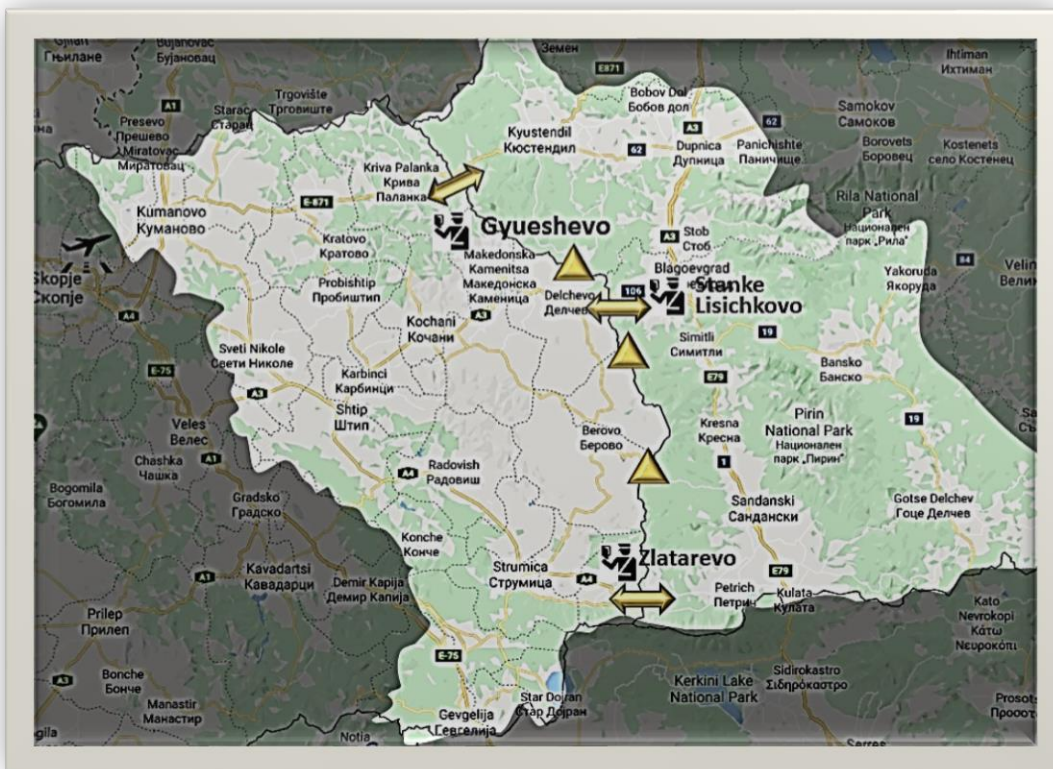 Gjilan
Гњилане
Bujanovac
Бујановац
Земен
E871
Ihtiman
Ихтиман
Trgovište
Трговиште
A1
Starac
Старац
Bobov Dol
Бобов дол
Samokov
Самоков
Presevo
Прешево
Miratovac
Миратовац
Kyustendil
Кюстендил
62
A3
Dupnica
Дупница
62
Panichishte
Паничище
Borovets
Боровец
Kostenets
село Костенец
Kriva Palanka
Крива
Паланка
E-871
Kumanovo
Куманово
Rila National
Park
Национален
парк „Рила“
Gyueshevo
Kratovo
Кратово
A3
Stob
Стоб
Makedonska
Kamenitsa
Македонска
Каменица
Blagoevgrad
Yakoruda
Якоруда
84
Skopje
Скопје
Probishtip
Пробиштип
Delchevo
Делчево
106
Stanke
Lisichkovo
A4
Kochani
Кочани
A3
Simitli
Симитли
19
Sveti Nikole
Свети Николе
E-75
Karbinci
Карбинци
E79
Bansko
Банско
A3
Shtip
Штип
Pirin
National Park
Национален
парк „Пирин“
19
Veles
Велес
Berovo
Берово
Kresna
Кресна
A1
1
Chashka
Чашка
Radovish
Радовиш
A4
Bogomila
Богомила
Gradsko
Градско
Sandanski
Сандански
Gotse Delchev
Гоце Делчев
Konche
Конче
Strumica
Струмица
Zlatarevo
A4
A1
Kavadartsi
Кавадарци
Demir Kapija
Демир Капија
Petrich
Петрич
E79
Kulata
Кулата
Prilep
Прилеп
Kato
Nevrokopi
Κάτω
Νευροκόπι
E-75
Bonche
Бонче
A3
Kerkini Lake
National Park
Sidirokastro
Σιδηρόκαστρο
Manastir
Манастир
Star Dojran
Стар Дојран
Gevgelija
Гевгелија
Notia
Serres